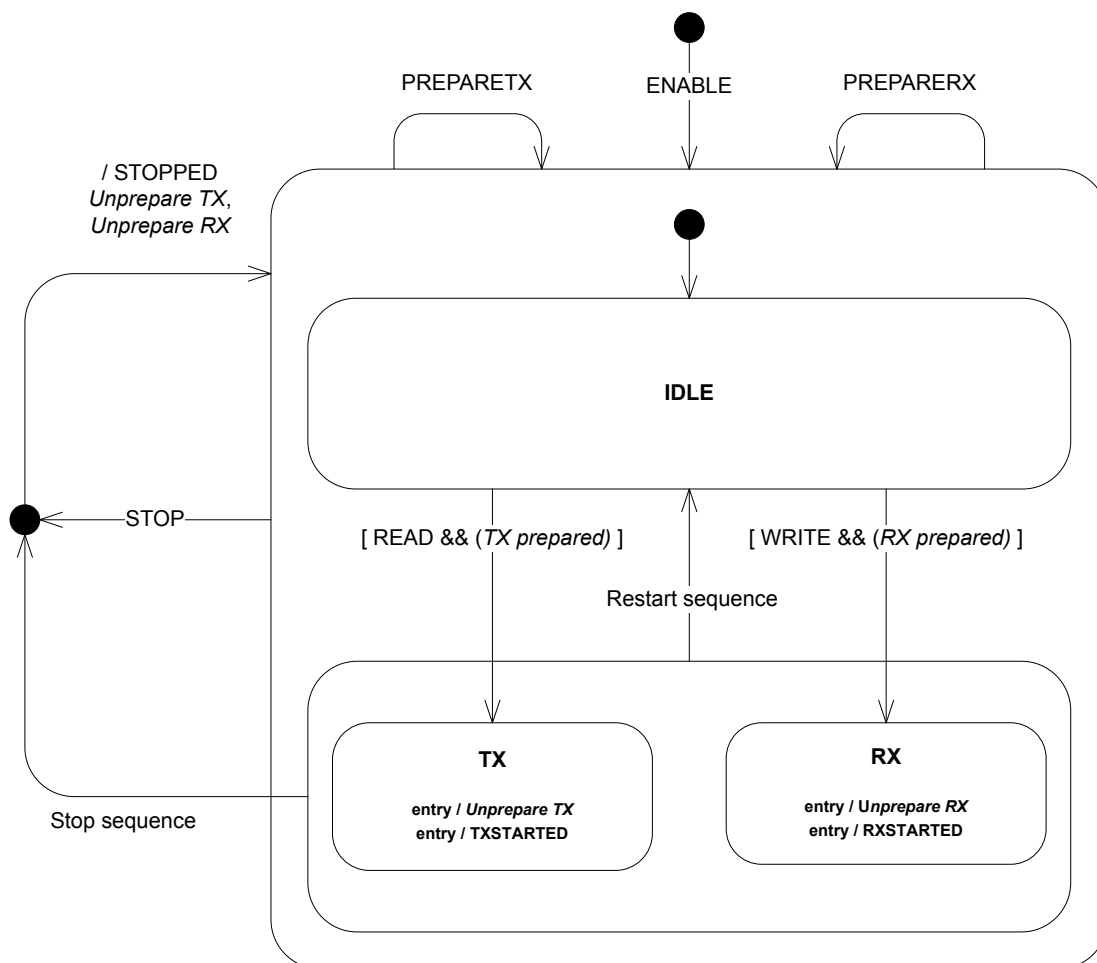 PREPARETX
ENABLE
PREPARERX
/ STOPPED
Unprepare TX,
Unprepare RX
IDLE
STOP
[ READ && (TX prepared) ]
[ WRITE && (RX prepared) ]
Restart sequence
TX
entry / Unprepare TX
entry / TXSTARTED
RX
entry / Unprepare RX
entry / RXSTARTED
Stop sequence